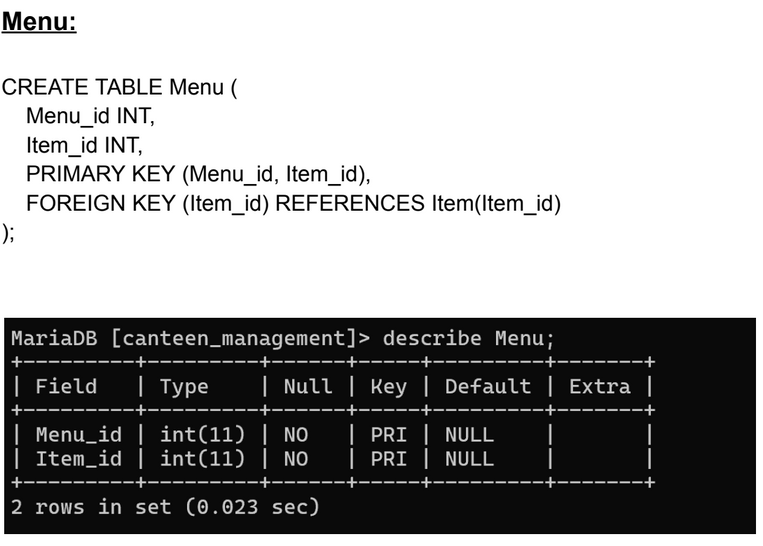 Menu:
CREATE TABLE Menu (
Menu_id INT,
Item_id INT,
PRIMARY KEY (Menu_id, Item_id),
FOREIGN KEY (Item_id) REFERENCES Item(Item_id)
);
MariaDB [canteen_management]> describe Menu;
+---------+---------+------+-----+---------+-------+
| Field   | Type    | Null | Key | Default | Extra |
+---------+---------+------+-----+---------+-------+
| Menu_id | int(11) | NO   | PRI | NULL    |       |
| Item_id | int(11) | NO   | PRI | NULL    |       |
+---------+---------+------+-----+---------+-------+
2 rows in set (0.023 sec)